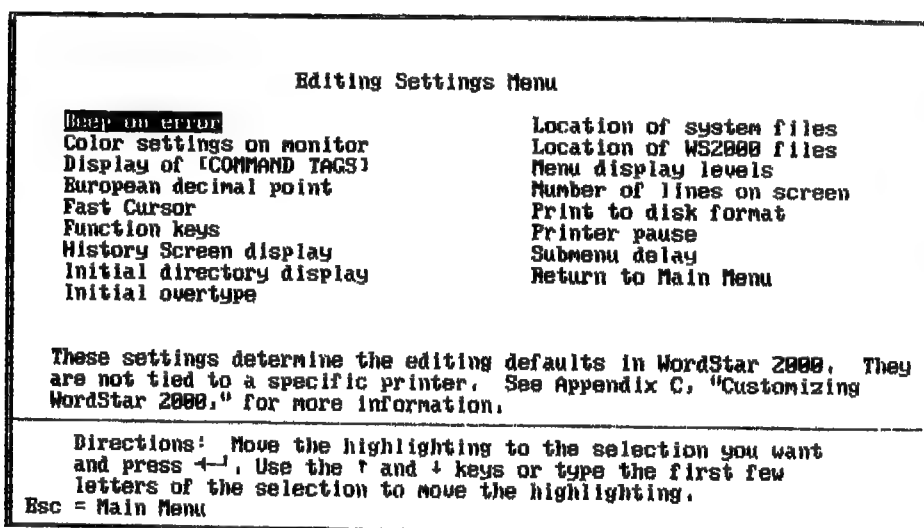 Editing Settings Menu
Beep on error
Color settings on monitor
Display of [COMMAND TAGS]
European decimal point
Fast Cursor
Function keys
History Screen display
Initial directory display
Initial overtype
Location of system files
Location of WS2000 files
Menu display levels
Number of lines on screen
Print to disk format
Printer pause
Submenu delay
Return to Main Menu
These settings determine the editing defaults in WordStar 2000. They
are not tied to a specific printer. See Appendix C, "Customizing
WordStar 2000," for more information.
Directions: Move the highlighting to the selection you want
and press ←┘. Use the ↑ and ↓ keys or type the first few
letters of the selection to move the highlighting.
Esc = Main Menu